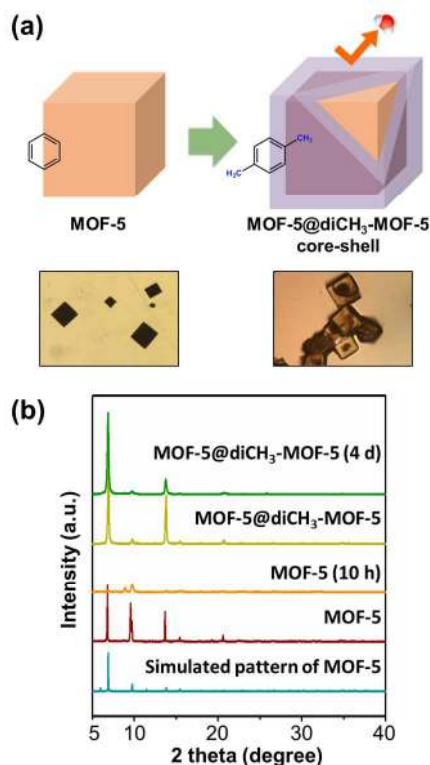 (a)
CH₃
H₃C
MOF-5
MOF-5@diCH₃-MOF-5
core-shell
(b)
Intensity (a.u.)
MOF-5@diCH₃-MOF-5 (4 d)
MOF-5@diCH₃-MOF-5
MOF-5 (10 h)
MOF-5
Simulated pattern of MOF-5
5 10 20 30 40
2 theta (degree)